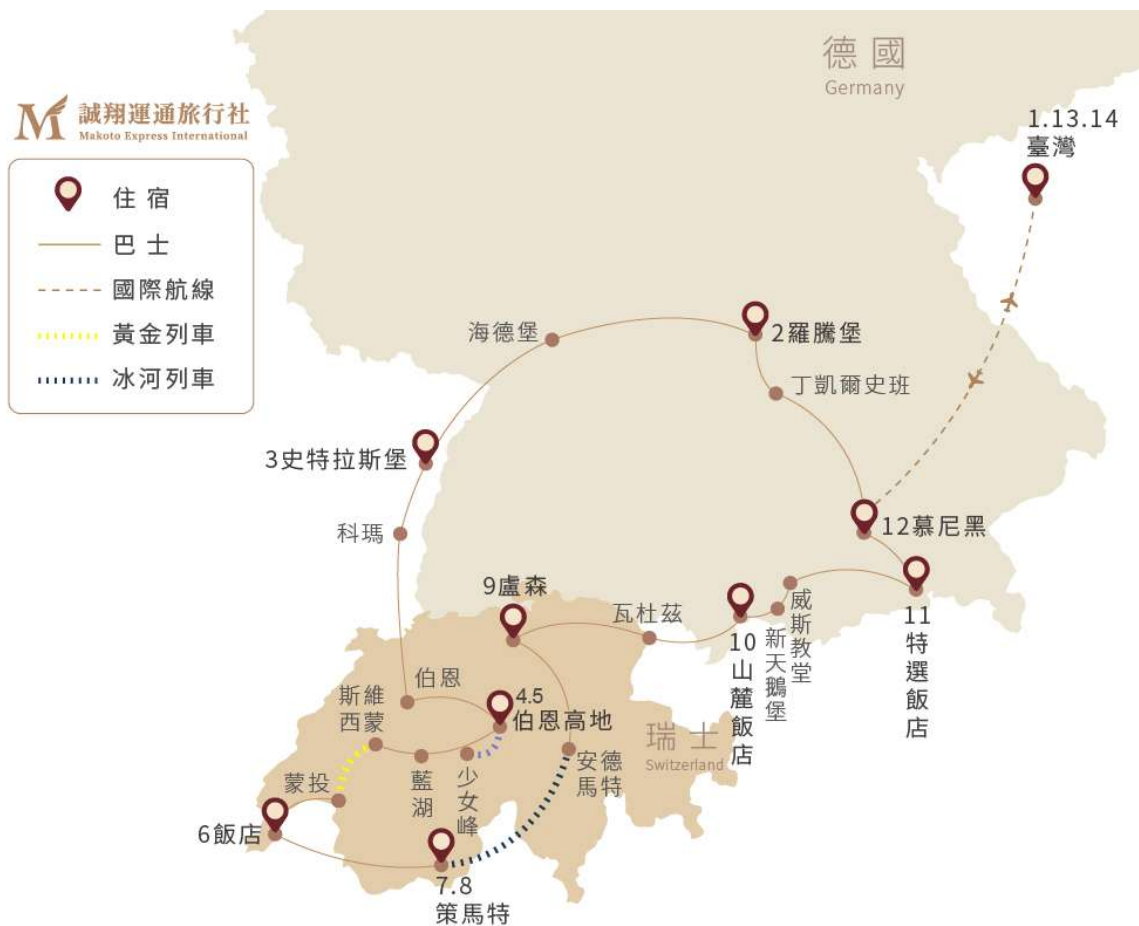 德國
Germany
誠翔運通旅行社
Makoto Express International
住宿
巴士
國際航線
黃金列車
冰河列車
1.13.14
臺灣
海德堡
2羅騰堡
丁凱爾史班
3史特拉斯堡
科瑪
12慕尼黑
9盧森
瓦杜茲
10
山麓飯店
新天鵝堡
威斯教堂
11
特選飯店
伯恩
4.5
伯恩高地
斯維
西蒙
藍湖
少女峰
安德
馬特
瑞士
Switzerland
蒙投
6飯店
7.8
策馬特